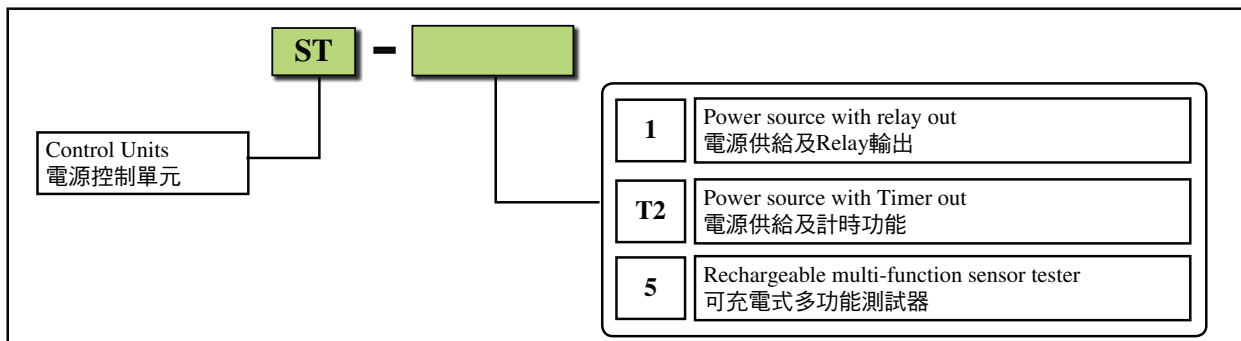 ST -
Control Units
電源控制單元
1
Power source with relay out
電源供給及Relay輸出
T2
Power source with Timer out
電源供給及計時功能
5
Rechargeable multi-function sensor tester
可充電式多功能測試器